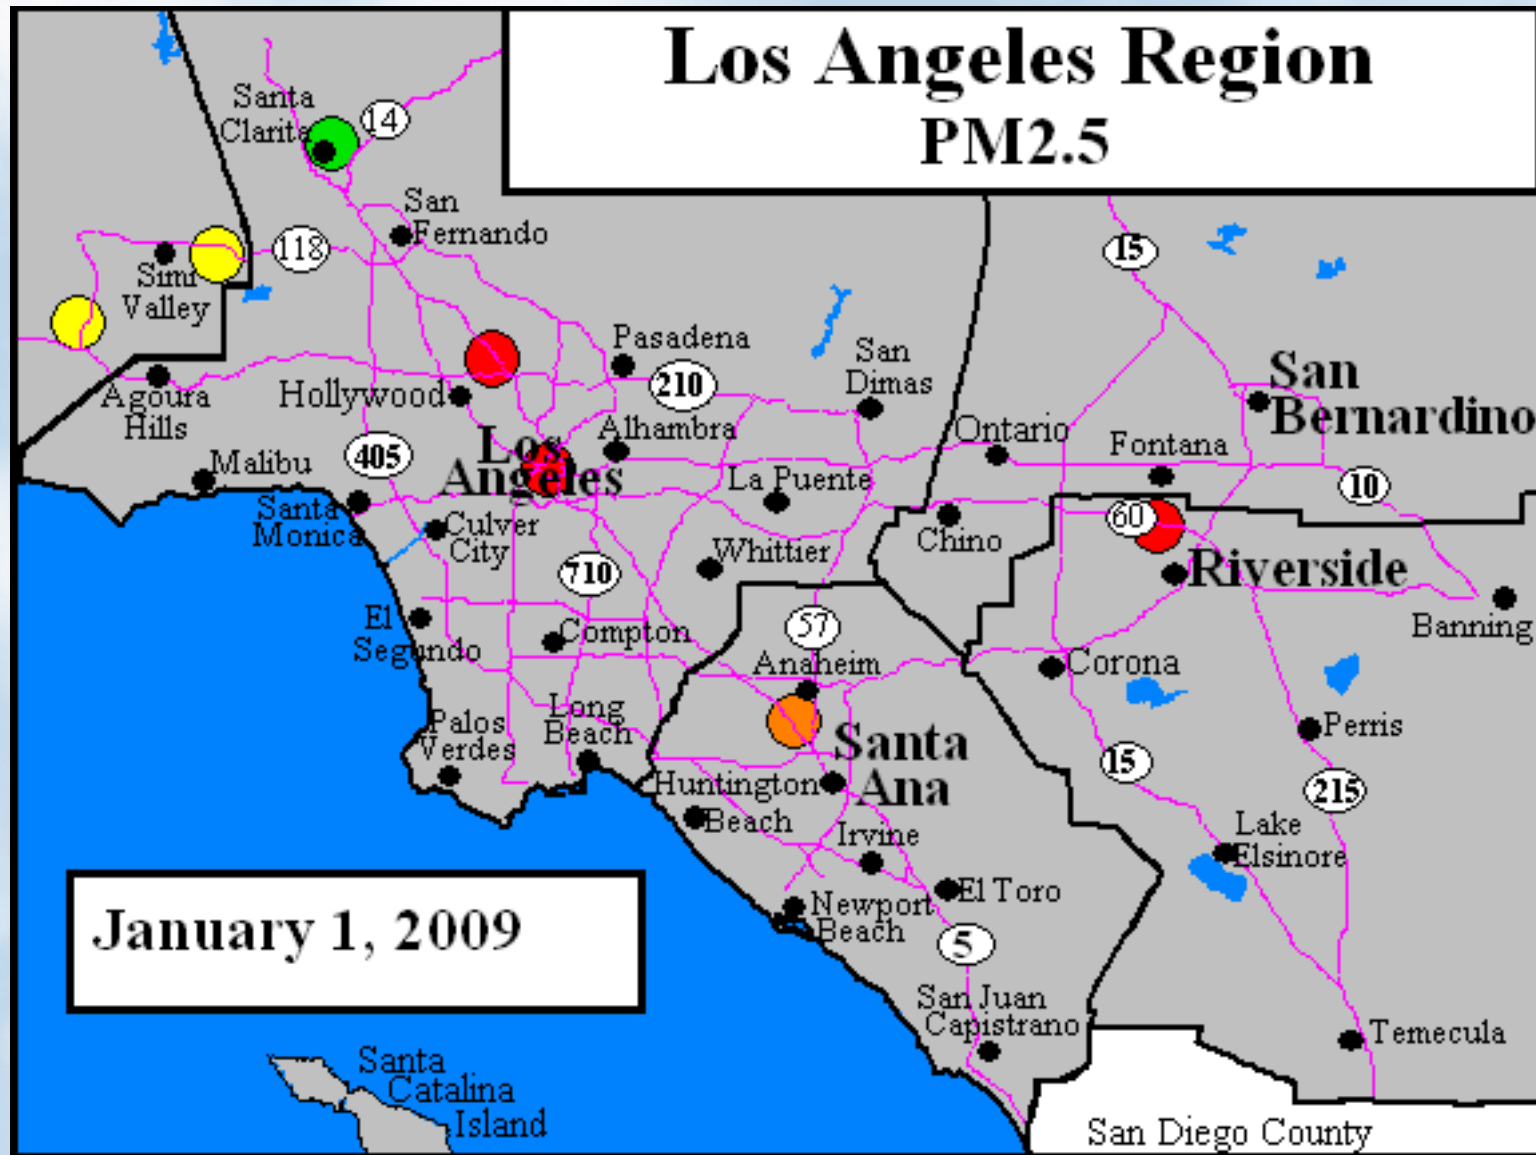 Los Angeles Region
PM2.5
Santa
Clarita
14
San
Fernando
118
Simi
Valley
15
Pasadena
210
San
Dimas
San
Bernardino
Agoura
Hills
Hollywood
Los
Angeles
Alhambra
Ontario
Fontana
405
Malibu
La Puente
10
Santa
Monica
Culver
City
Chino
60
Whittier
710
Riverside
Banning
El
Segundo
Compton
57
Anaheim
Corona
Palos
Verdes
Long
Beach
Santa
Ana
Perris
15
215
Huntington
Beach
Irvine
Lake
Elsinore
El Toro
Newport
Beach
5
January 1, 2009
San Juan
Capistrano
Temecula
Santa
Catalina
Island
San Diego County